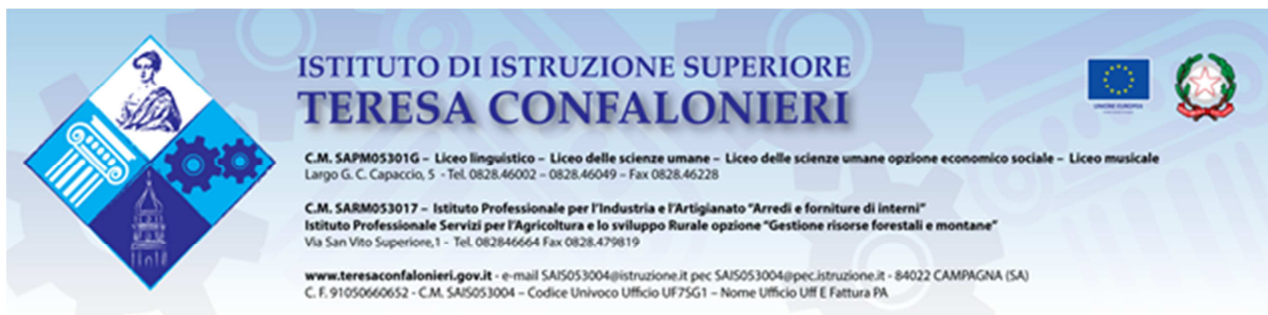 ISTITUTO DI ISTRUZIONE SUPERIORE
TERESA CONFALONIERI
UNIONE EUROPEA
C.M. SAPM05301G – Liceo linguistico – Liceo delle scienze umane – Liceo delle scienze umane opzione economico sociale – Liceo musicale
Largo G. C. Capaccio, 5 - Tel. 0828.46002 – 0828.46049 – Fax 0828.46228
C.M. SARM053017 – Istituto Professionale per l'Industria e l'Artigianato "Arredi e forniture di interni"
Istituto Professionale Servizi per l'Agricoltura e lo sviluppo Rurale opzione "Gestione risorse forestali e montane"
Via San Vito Superiore,1 - Tel. 082846664 Fax 0828.479819
www.teresaconfalonieri.gov.it - e-mail SAIS053004@istruzione.it pec SAIS053004@pec.istruzione.it - 84022 CAMPAGNA (SA)
C. F. 91050660652 - C.M. SAIS053004 – Codice Univoco Ufficio UF7SG1 – Nome Ufficio Uff E Fattura PA